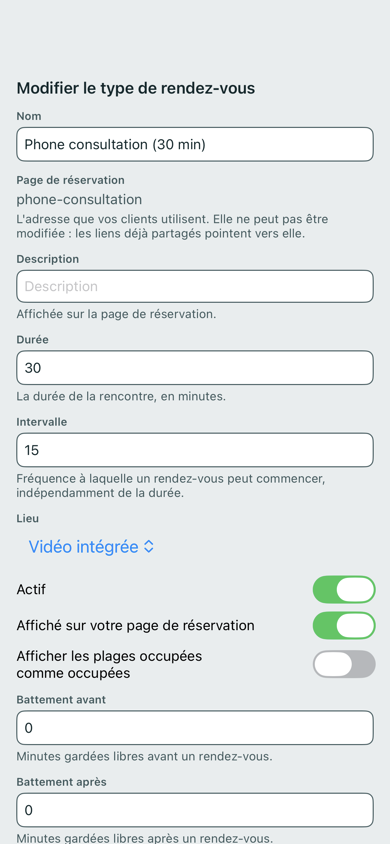 Modifier le type de rendez-vous
Nom
Phone consultation (30 min)
Page de réservation
phone-consultation
L'adresse que vos clients utilisent. Elle ne peut pas être
modifiée : les liens déjà partagés pointent vers elle.
Description
Description
Affichée sur la page de réservation.
Durée
30
La durée de la rencontre, en minutes.
Intervalle
15
Fréquence à laquelle un rendez-vous peut commencer,
indépendamment de la durée.
Lieu
Vidéo intégrée
Actif
Affiché sur votre page de réservation
Afficher les plages occupées
comme occupées
Battement avant
0
Minutes gardées libres avant un rendez-vous.
Battement après
0
Minutes gardées libres après un rendez-vous.